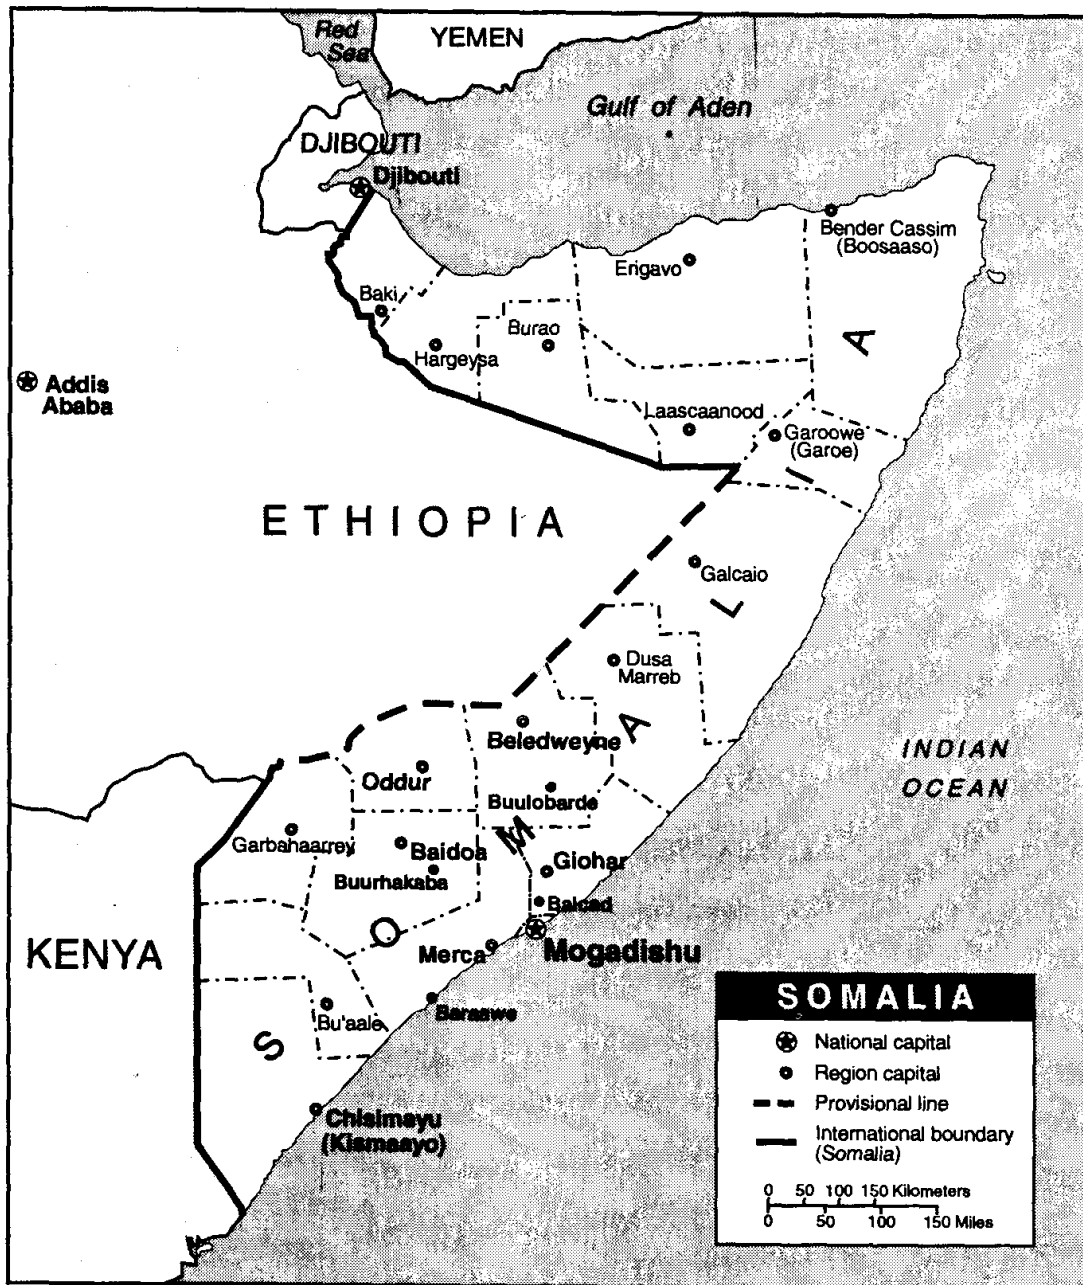 Red
Sea
YEMEN
Gulf of Aden
DJIBOUTI
Djibouti
Bender Cassim
(Boosaaso)
Erigavo
Baki
Burao
Hargeysa
Addis
Ababa
Laascaanood
Garoowe
(Garoe)
ETHIOPIA
Galcaio
Dusa
Marreb
Beledweyne
INDIAN
OCEAN
Oddur
Buulobarde
Garbahaarrey
Baidoa
Giohar
Buurhakaba
Balcad
KENYA
Merca
Mogadishu
Baraawe
Bu'aale
SOMALIA
Chisimayu
(Kismaayo)
SOMALIA
National capital
Region capital
Provisional line
International boundary
(Somalia)
0 50 100 150 Kilometers
0 50 100 150 Miles